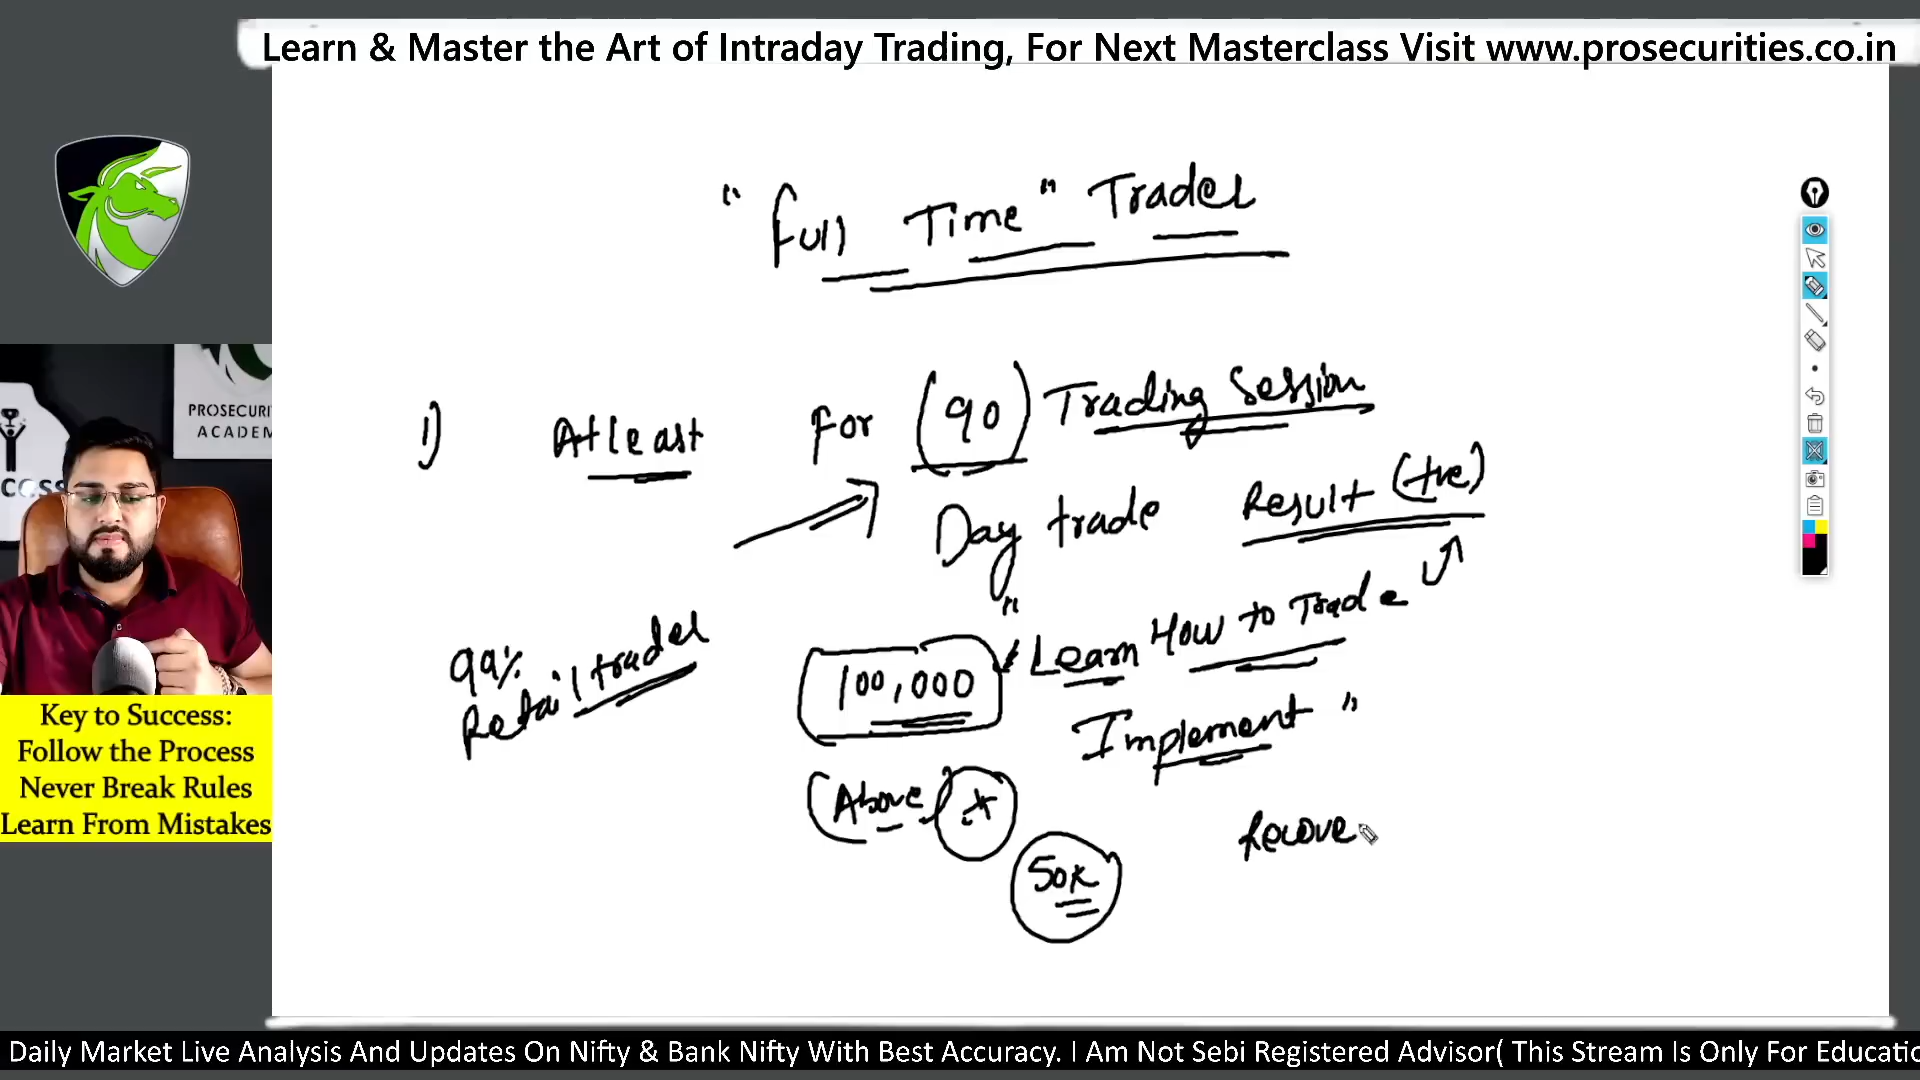 Learn & Master the Art of Intraday Trading, For Next Masterclass Visit www.prosecurities.co.in
"Full Time" Trader
1) Atleast For (90) Trading Session
Day trade Result (+ve)
99% Retail trader
100,000
"Learn How to Trade
Implement"
(Above)
50K
Recove
PROSECURI
ACADEM
CCESS
Key to Success:
Follow the Process
Never Break Rules
Learn From Mistakes
Daily Market Live Analysis And Updates On Nifty & Bank Nifty With Best Accuracy. I Am Not Sebi Registered Advisor( This Stream Is Only For Educatio